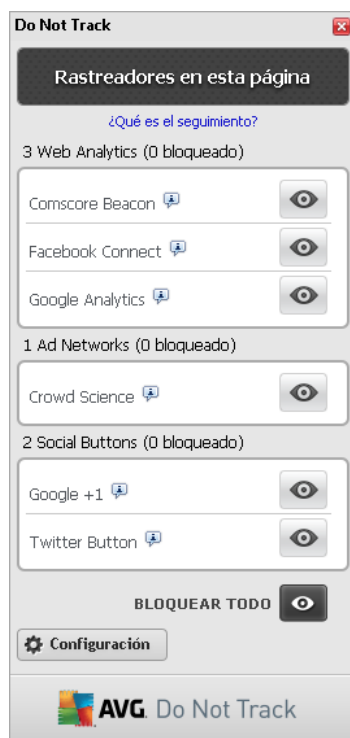 Do Not Track
Rastreadores en esta página
¿Qué es el seguimiento?
3 Web Analytics (0 bloqueado)
Comscore Beacon
Facebook Connect
Google Analytics
1 Ad Networks (0 bloqueado)
Crowd Science
2 Social Buttons (0 bloqueado)
Google +1
Twitter Button
BLOQUEAR TODO
Configuración
AVG. Do Not Track